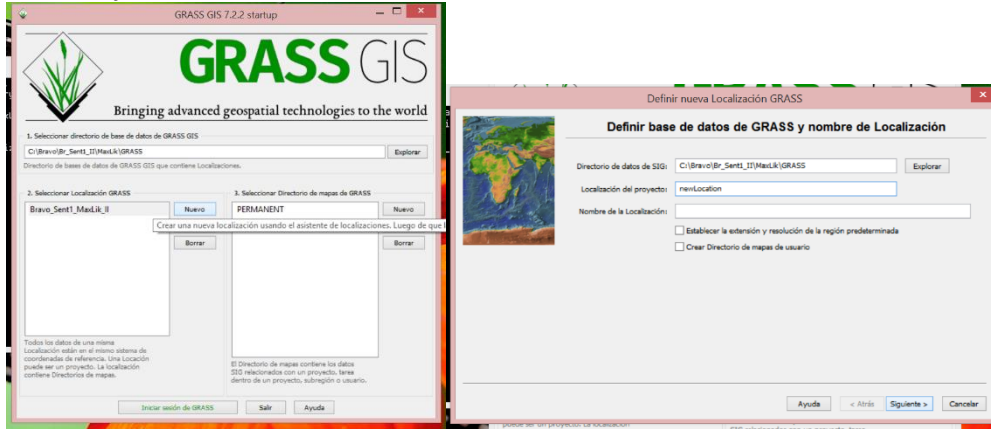 GRASS GIS 7.2.2 startup
GRASS GIS
Bringing advanced geospatial technologies to the world
1. Seleccionar directorio de base de datos de GRASS GIS
C:\Bravo\Br_Sent1_II\MaxLik\GRASS
Explorar
Directorio de bases de datos de GRASS GIS que contiene Localizaciones.
2. Seleccionar Localización GRASS
Bravo_Sent1_MaxLik_II
Nuevo
Borrar
Todos los datos de una misma
Localización están en el mismo sistema de
coordenadas de referencia. Una Locación
puede ser un proyecto. La localización
contiene Directorios de mapas.
3. Seleccionar Directorio de mapas de GRASS
PERMANENT
Nuevo
Crear una nueva localización usando el asistente de localizaciones. Luego de que
Borrar
El Directorio de mapas contiene los datos
SIG relacionados con un proyecto, tarea
dentro de un proyecto, subregión o usuario.
Iniciar sesión de GRASS
Salir
Ayuda
Definir nueva Localización GRASS
Definir base de datos de GRASS y nombre de Localización
Directorio de datos de SIG:
C:\Bravo\Br_Sent1_II\MaxLik\GRASS
Explorar
Localización del proyecto:
newLocation
Nombre de la Localización:
Establecer la extensión y resolución de la región predeterminada
Crear Directorio de mapas de usuario
Ayuda
< Atrás
Siguiente >
Cancelar